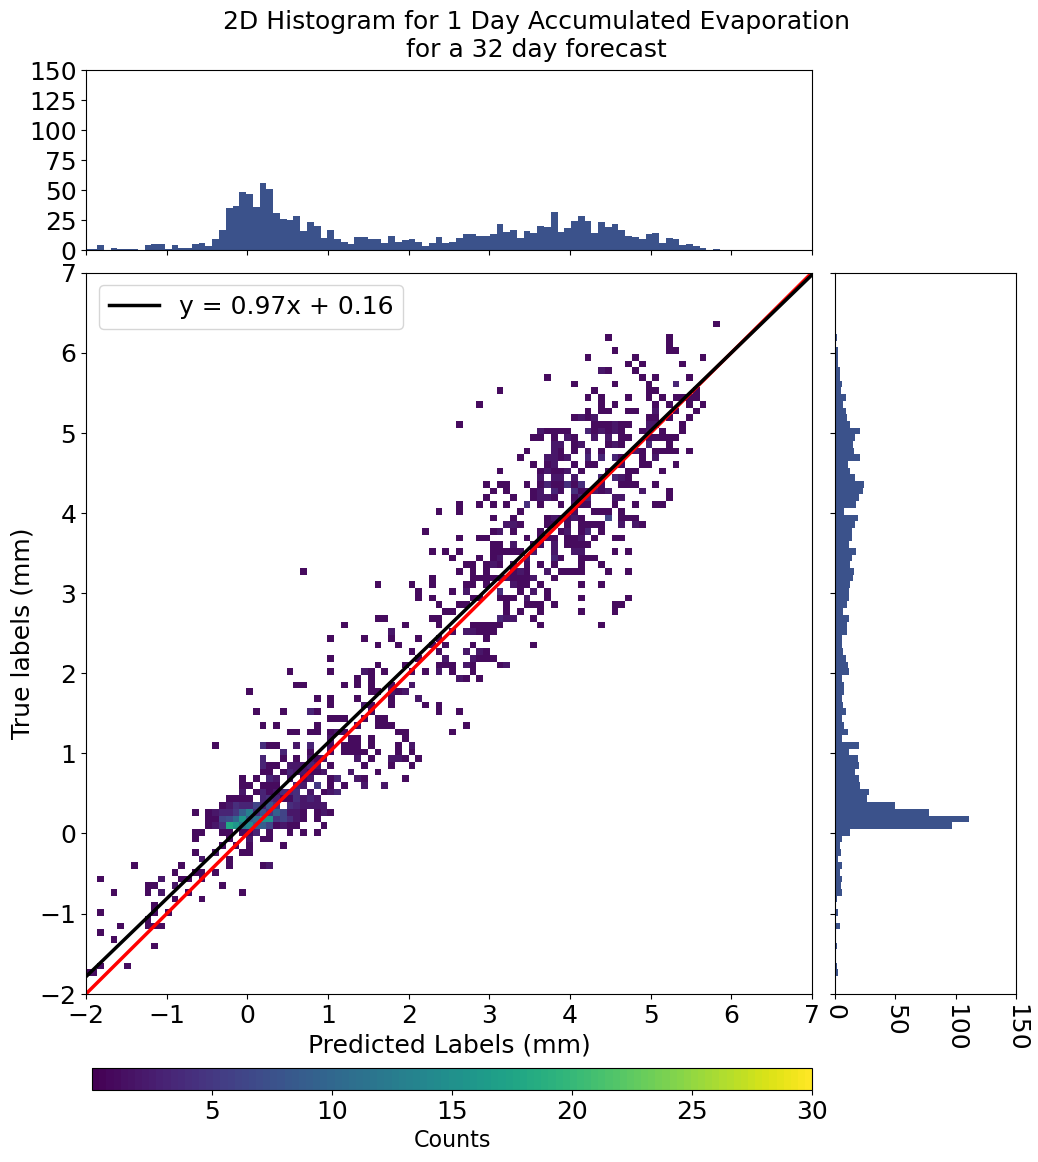 2D Histogram for 1 Day Accumulated Evaporation
for a 32 day forecast
150
125
100
75
50
25
0
7
6
5
4
3
2
1
0
−1
−2
True labels (mm)
y = 0.97x + 0.16
−2 −1 0 1 2 3 4 5 6 7
Predicted Labels (mm)
0 50 100 150
5 10 15 20 25 30
Counts